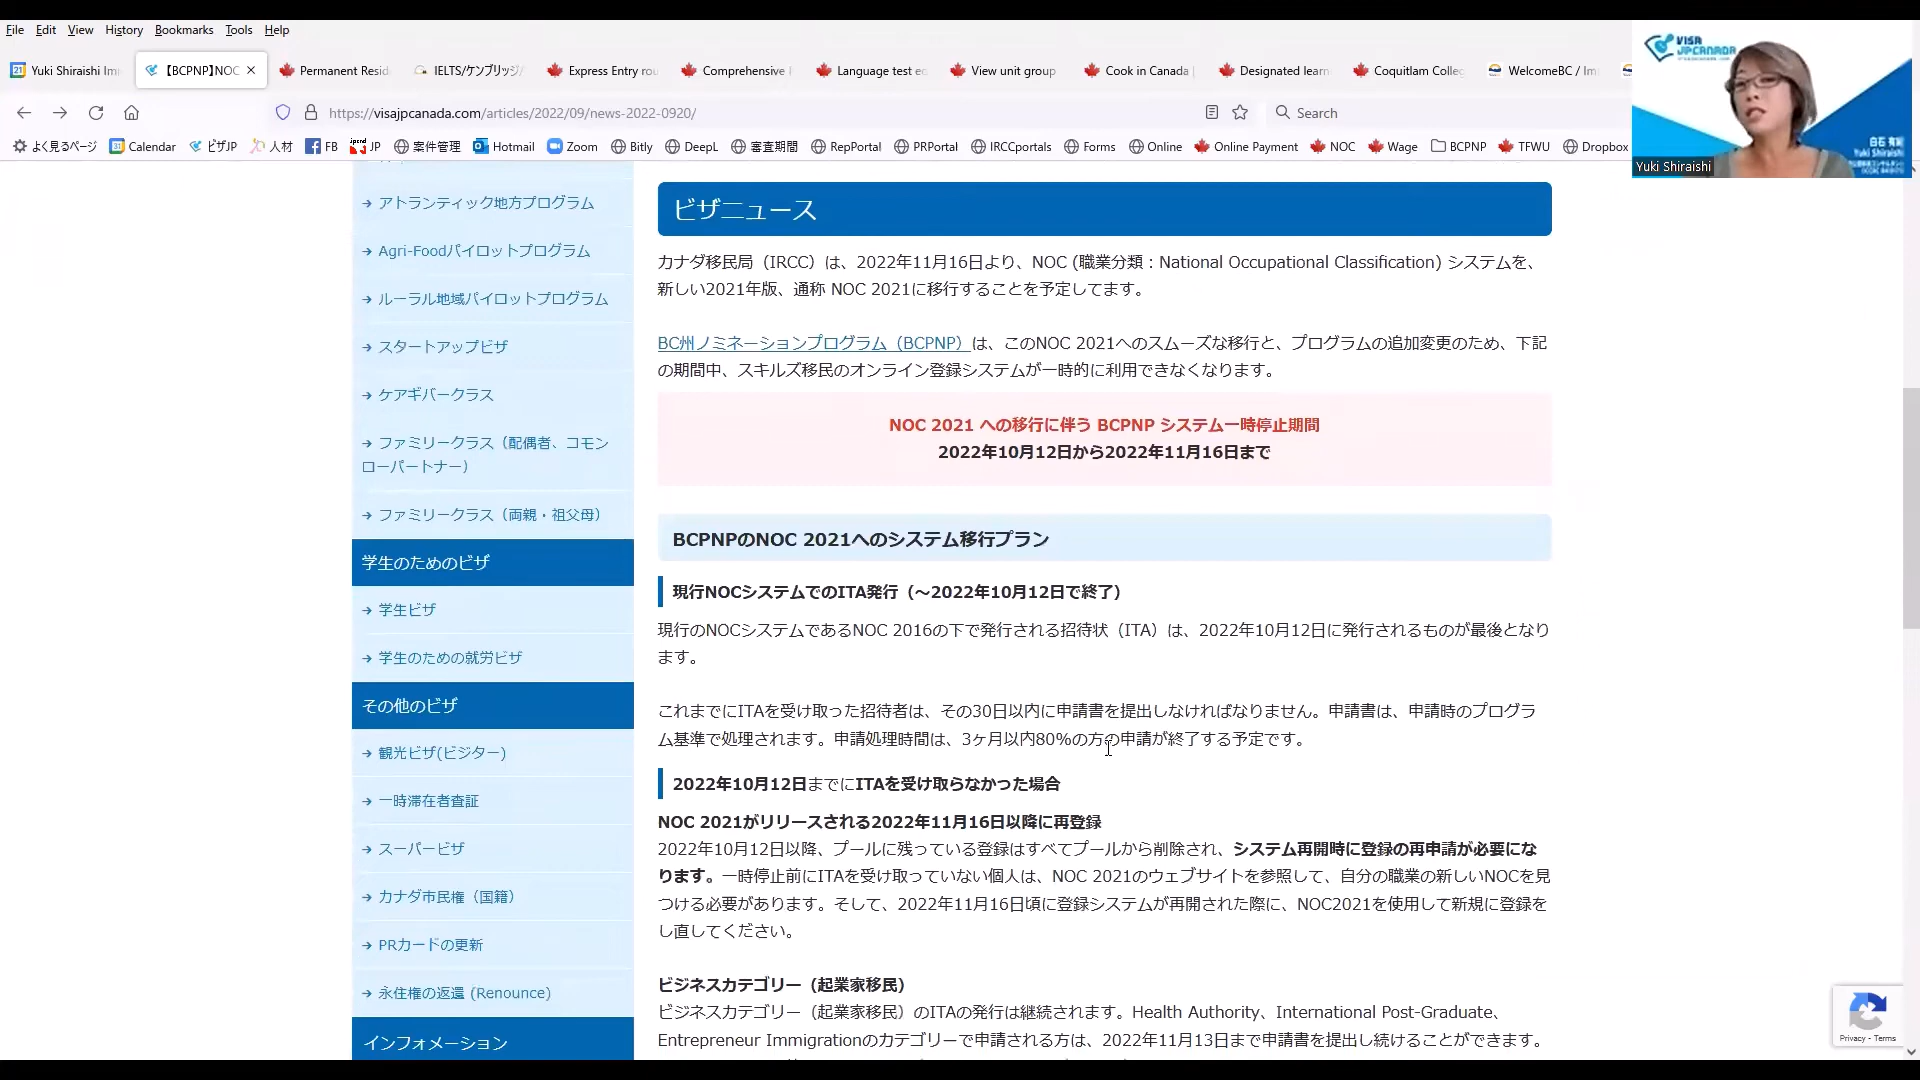 File Edit View History Bookmarks Tools Help
Yuki Shiraishi Im
【BCPNP】NOC
Permanent Resid
IELTS/ケンブリッジ
Express Entry rou
Comprehensive
Language test eq
View unit group
Cook in Canada
Designated learn
Coquitlam Colle
WelcomeBC / Im
https://visajpcanada.com/articles/2022/09/news-2022-0920/
Search
よく見るページ Calendar ビザJP 人材 FB JP 案件管理 Hotmail Zoom Bitly DeepL 審査期間 RepPortal PRPortal IRCCportals Forms Online Online Payment NOC Wage BCPNP TFWU Dropbox
VISA
JPCANADA
白石 有紀
Yuki Shiraishi
Yuki Shiraishi
→ アトランティック地方プログラム
→ Agri-Foodパイロットプログラム
→ ルーラル地域パイロットプログラム
→ スタートアップビザ
→ ケアギバークラス
→ ファミリークラス（配偶者、コモン
ローパートナー）
→ ファミリークラス（両親・祖父母）
学生のためのビザ
→ 学生ビザ
→ 学生のための就労ビザ
その他のビザ
→ 観光ビザ(ビジター)
→ 一時滞在者査証
→ スーパービザ
→ カナダ市民権（国籍）
→ PRカードの更新
→ 永住権の返還 (Renounce)
インフォメーション
ビザニュース
カナダ移民局（IRCC）は、2022年11月16日より、NOC (職業分類：National Occupational Classification) システムを、
新しい2021年版、通称 NOC 2021に移行することを予定してます。
BC州ノミネーションプログラム（BCPNP）は、このNOC 2021へのスムーズな移行と、プログラムの追加変更のため、下記
の期間中、スキルズ移民のオンライン登録システムが一時的に利用できなくなります。
NOC 2021 への移行に伴う BCPNP システム一時停止期間
2022年10月12日から2022年11月16日まで
BCPNPのNOC 2021へのシステム移行プラン
現行NOCシステムでのITA発行（～2022年10月12日で終了）
現行のNOCシステムであるNOC 2016の下で発行される招待状（ITA）は、2022年10月12日に発行されるものが最後となり
ます。
これまでにITAを受け取った招待者は、その30日以内に申請書を提出しなければなりません。申請書は、申請時のプログラ
ム基準で処理されます。申請処理時間は、3ヶ月以内80%の方の申請が終了する予定です。
2022年10月12日までにITAを受け取らなかった場合
NOC 2021がリリースされる2022年11月16日以降に再登録
2022年10月12日以降、プールに残っている登録はすべてプールから削除され、システム再開時に登録の再申請が必要にな
ります。一時停止前にITAを受け取っていない個人は、NOC 2021のウェブサイトを参照して、自分の職業の新しいNOCを見
つける必要があります。そして、2022年11月16日頃に登録システムが再開された際に、NOC2021を使用して新規に登録を
し直してください。
ビジネスカテゴリー（起業家移民）
ビジネスカテゴリー（起業家移民）のITAの発行は継続されます。Health Authority、International Post-Graduate、
Entrepreneur Immigrationのカテゴリーで申請される方は、2022年11月13日まで申請書を提出し続けることができます。
Privacy - Terms